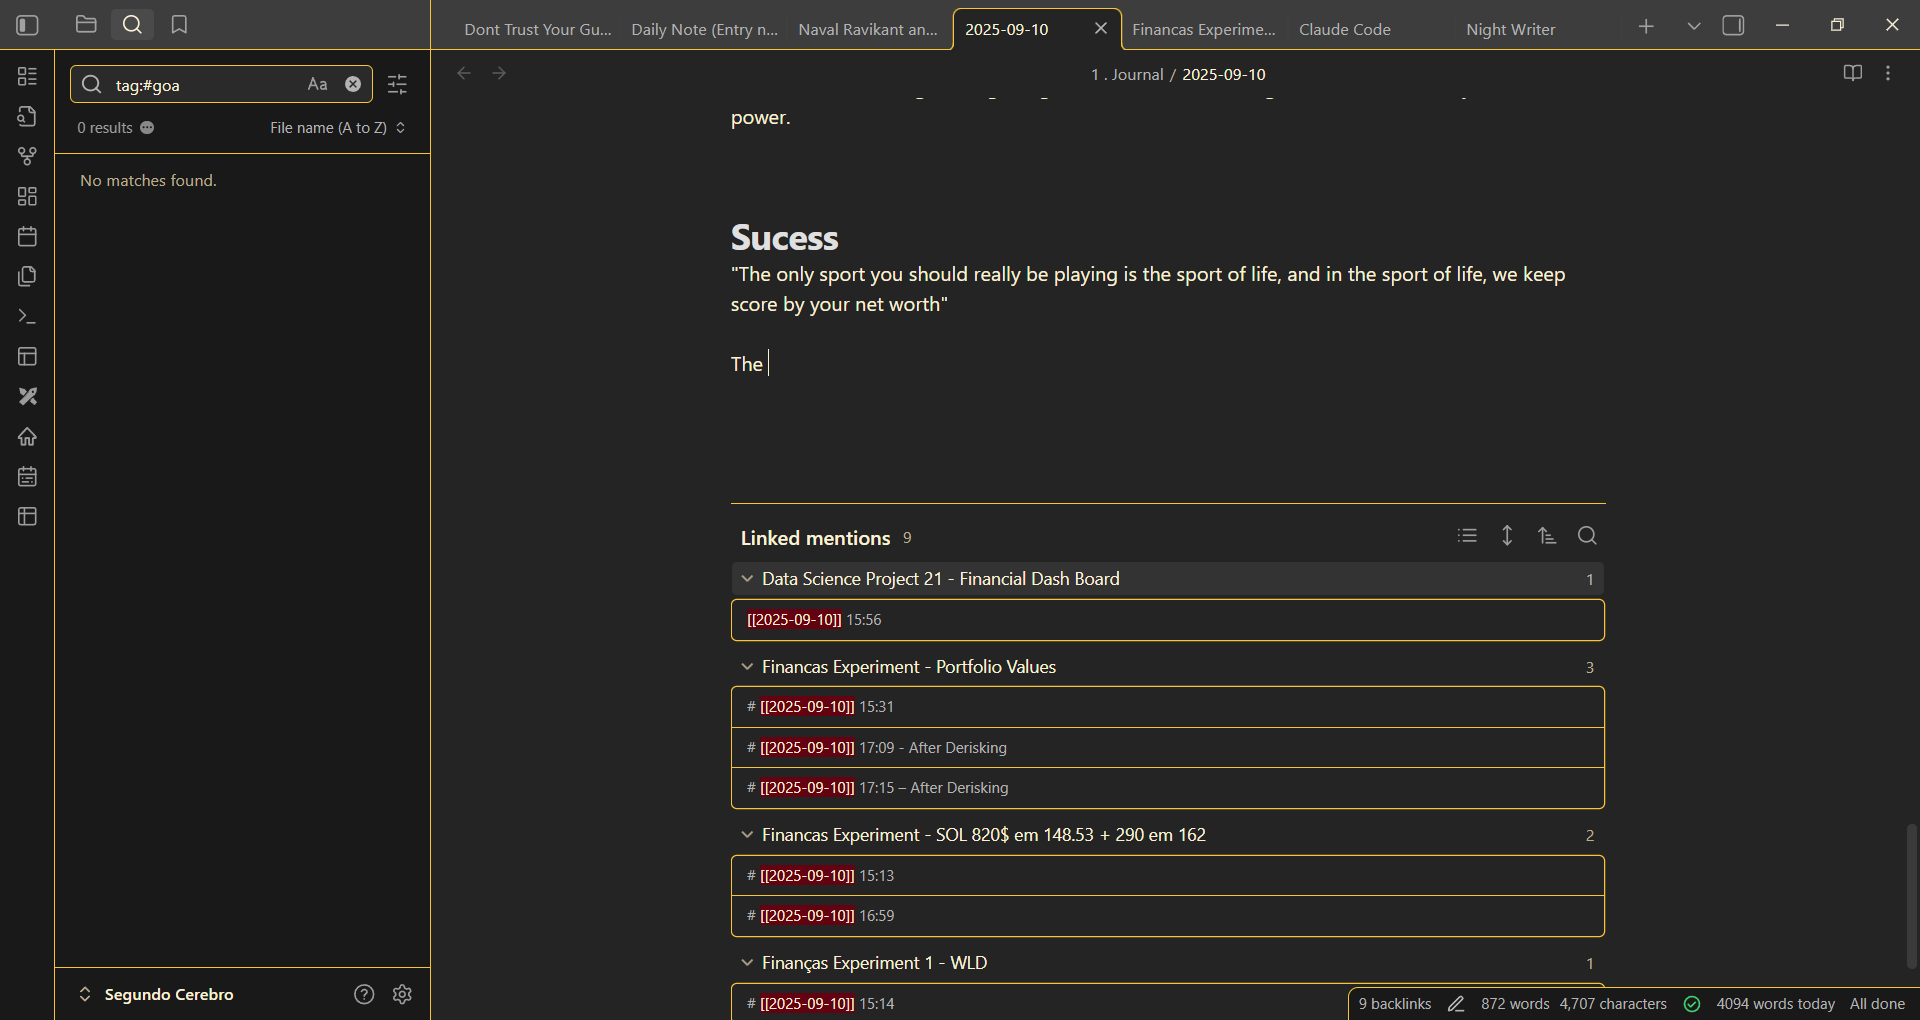 Dont Trust Your Gu...
Daily Note (Entry n...
Naval Ravikant an...
2025-09-10
Financas Experime...
Claude Code
Night Writer
tag:#goa
Aa
0 results
File name (A to Z)
No matches found.
1 . Journal / 2025-09-10
power.
Sucess
"The only sport you should really be playing is the sport of life, and in the sport of life, we keep
score by your net worth"
The
Linked mentions 9
Data Science Project 21 - Financial Dash Board 1
[[2025-09-10]] 15:56
Financas Experiment - Portfolio Values 3
# [[2025-09-10]] 15:31
# [[2025-09-10]] 17:09 - After Derisking
# [[2025-09-10]] 17:15 – After Derisking
Financas Experiment - SOL 820$ em 148.53 + 290 em 162 2
# [[2025-09-10]] 15:13
# [[2025-09-10]] 16:59
Finanças Experiment 1 - WLD 1
# [[2025-09-10]] 15:14
Segundo Cerebro
9 backlinks 872 words 4,707 characters 4094 words today All done